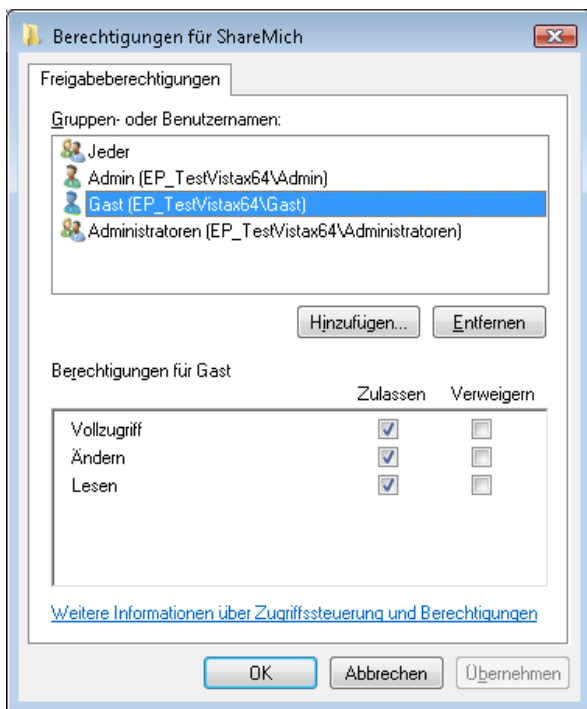 Berechtigungen für ShareMich
Freigabeberechtigungen
Gruppen- oder Benutzernamen:
Jeder
Admin (EP_TestVistax64\Admin)
Gast (EP_TestVistax64\Gast)
Administratoren (EP_TestVistax64\Administratoren)
Hinzufügen... Entfernen
Berechtigungen für Gast
Zulassen Verweigern
Vollzugriff
Ändern
Lesen
Weitere Informationen über Zugriffssteuerung und Berechtigungen
OK Abbrechen Übernehmen